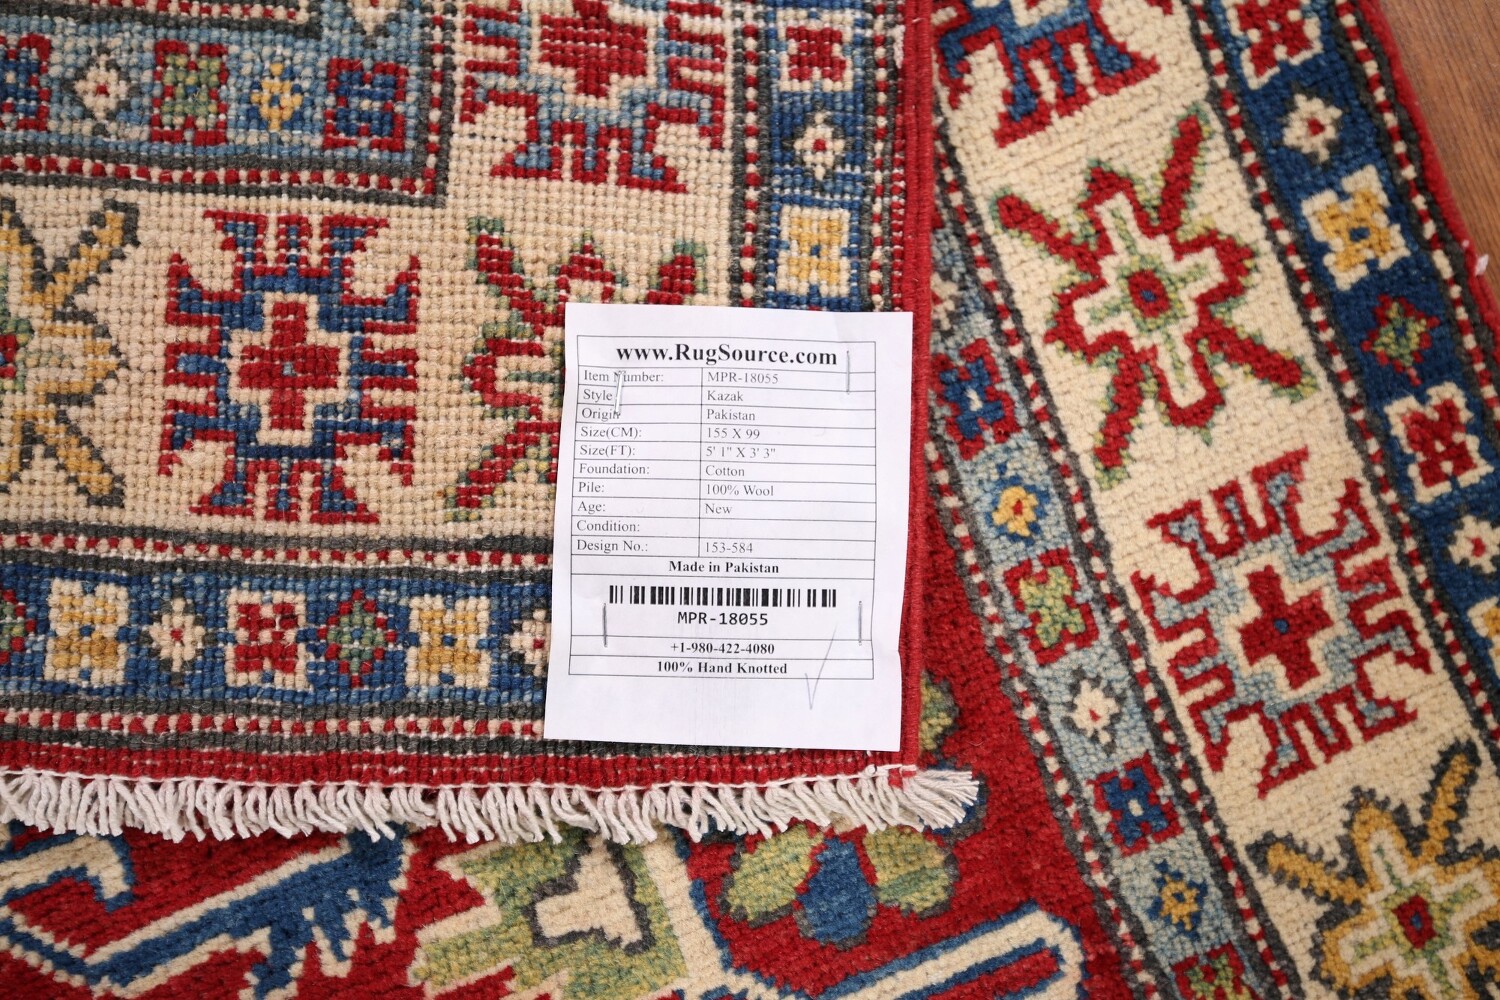 www.RugSource.com
Item Number: MPR-18055
Style Kazak
Origin Pakistan
Size(CM): 155 X 99
Size(FT): 5' 1" X 3' 3"
Foundation: Cotton
Pile: 100% Wool
Age: New
Condition:
Design No.: 153-584
Made in Pakistan
MPR-18055
+1-980-422-4080
100% Hand Knotted